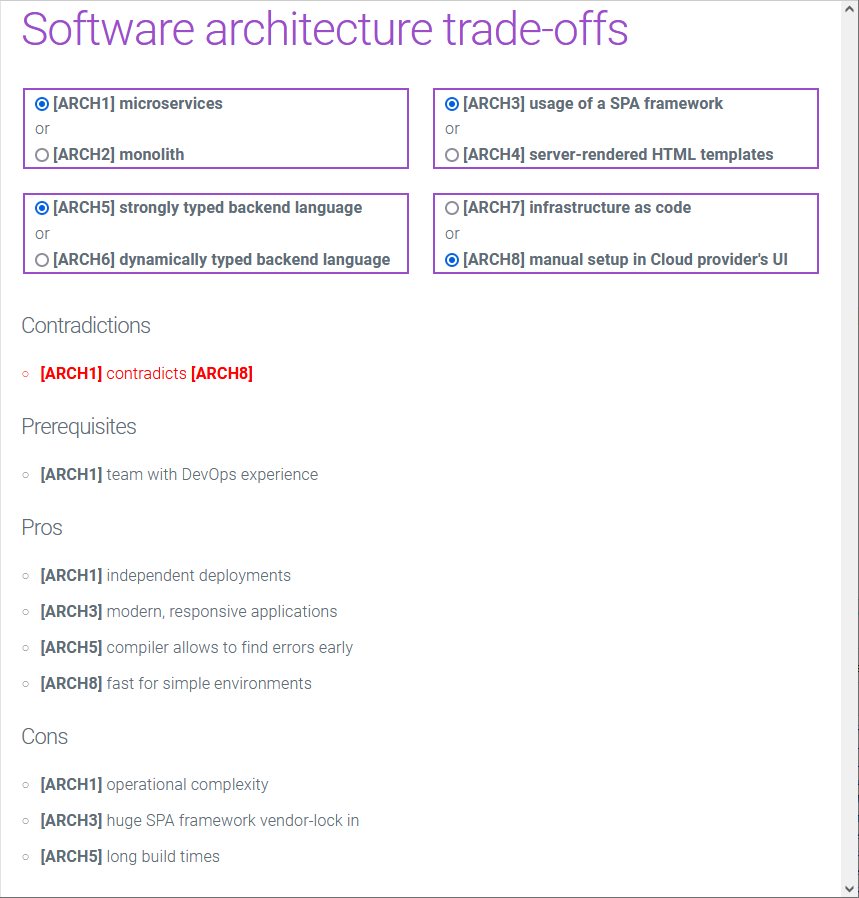 Software architecture trade-offs
[ARCH1] microservices
or
[ARCH2] monolith
[ARCH3] usage of a SPA framework
or
[ARCH4] server-rendered HTML templates
[ARCH5] strongly typed backend language
or
[ARCH6] dynamically typed backend language
[ARCH7] infrastructure as code
or
[ARCH8] manual setup in Cloud provider's UI
Contradictions
[ARCH1] contradicts [ARCH8]
Prerequisites
[ARCH1] team with DevOps experience
Pros
[ARCH1] independent deployments
[ARCH3] modern, responsive applications
[ARCH5] compiler allows to find errors early
[ARCH8] fast for simple environments
Cons
[ARCH1] operational complexity
[ARCH3] huge SPA framework vendor-lock in
[ARCH5] long build times